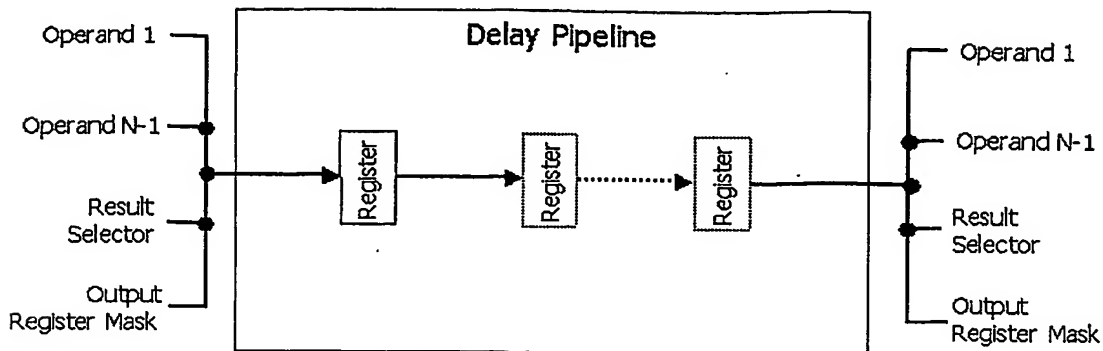 Delay Pipeline
Operand 1
Operand N-1
Result
Selector
Output
Register Mask
Register
Register
Register
Operand 1
Operand N-1
Result
Selector
Output
Register Mask